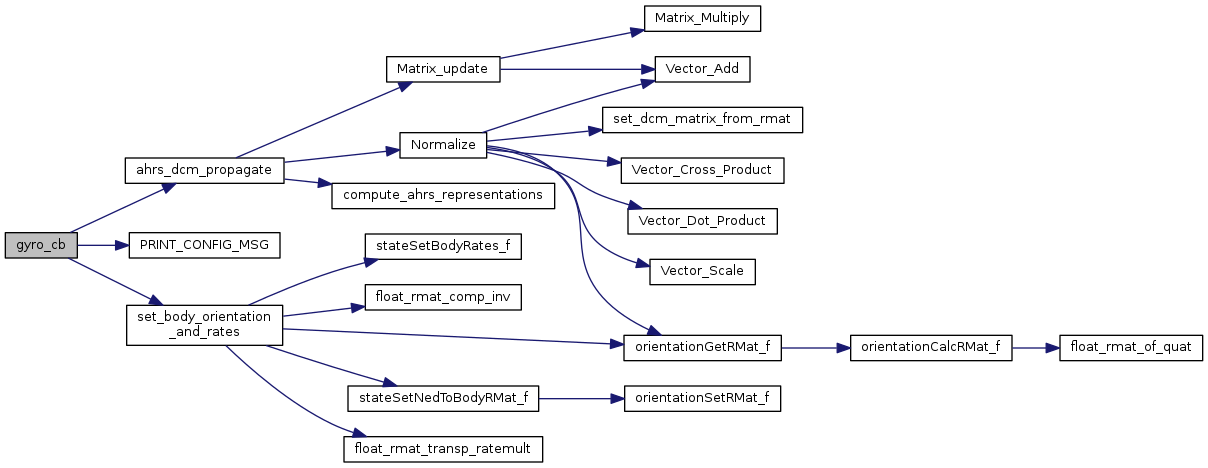 gyro_cb
ahrs_dcm_propagate
PRINT_CONFIG_MSG
set_body_orientation
_and_rates
Matrix_update
Normalize
compute_ahrs_representations
stateSetBodyRates_f
float_rmat_comp_inv
stateSetNedToBodyRMat_f
float_rmat_transp_ratemult
Matrix_Multiply
Vector_Add
set_dcm_matrix_from_rmat
Vector_Cross_Product
Vector_Dot_Product
Vector_Scale
orientationGetRMat_f
orientationSetRMat_f
orientationCalcRMat_f
float_rmat_of_quat